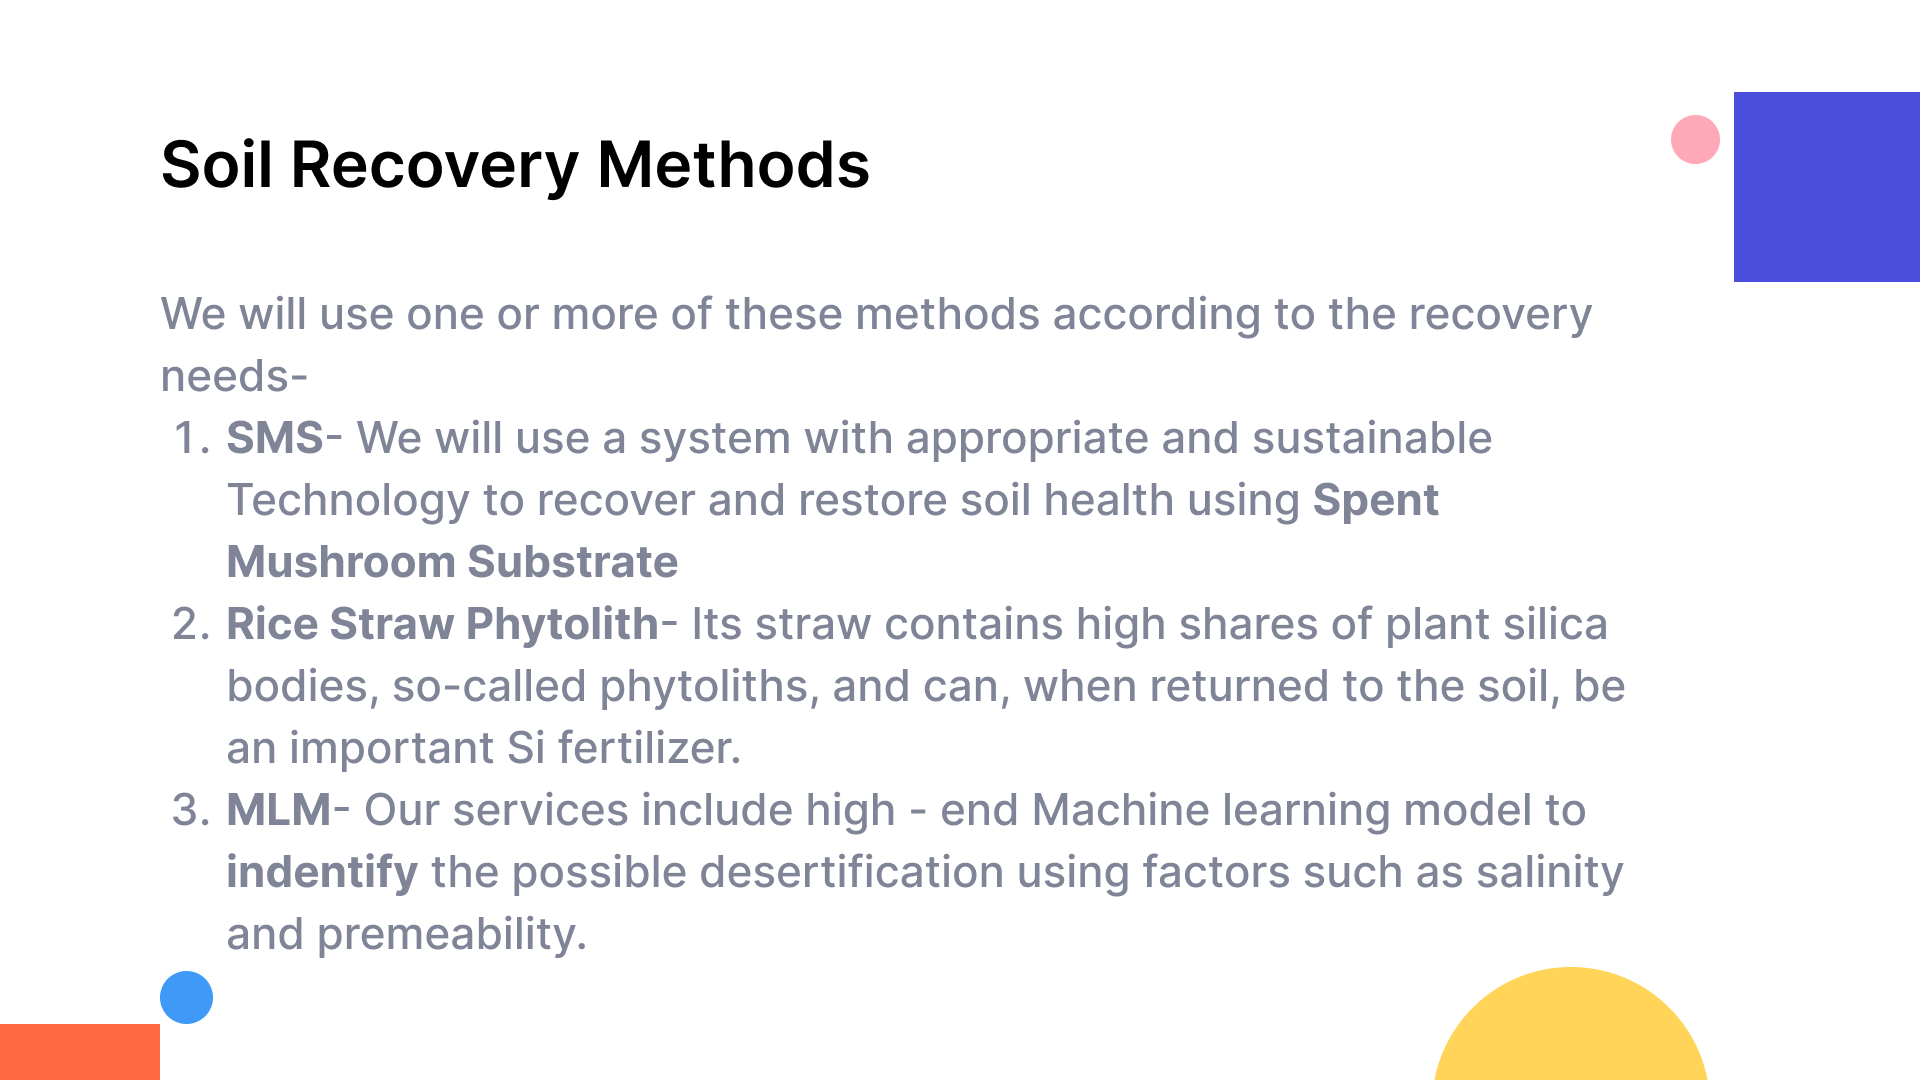 Soil Recovery Methods
We will use one or more of these methods according to the recovery
needs-
1. SMS- We will use a system with appropriate and sustainable
Technology to recover and restore soil health using Spent
Mushroom Substrate
2. Rice Straw Phytolith- Its straw contains high shares of plant silica
bodies, so-called phytoliths, and can, when returned to the soil, be
an important Si fertilizer.
3. MLM- Our services include high - end Machine learning model to
indentify the possible desertification using factors such as salinity
and premeability.